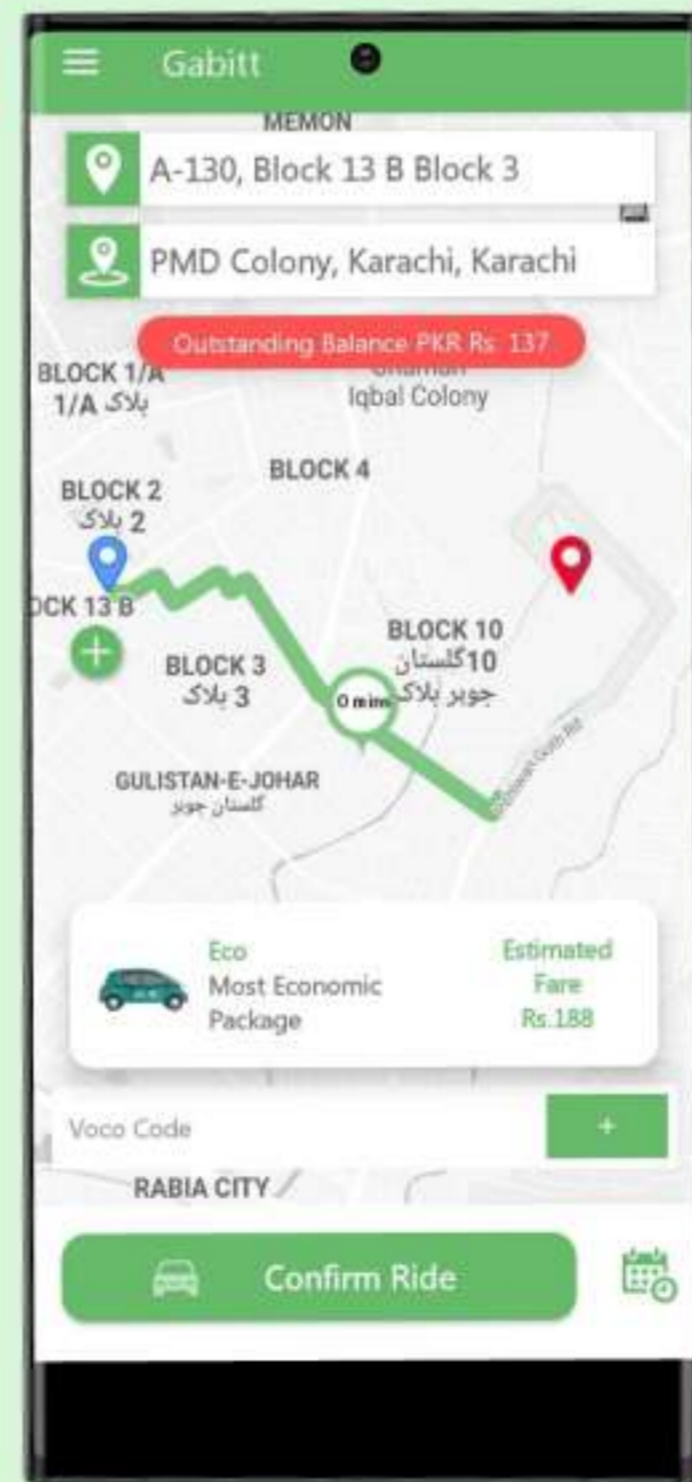 Gabitt
MEMON
A-130, Block 13 B Block 3
PMD Colony, Karachi, Karachi
Outstanding Balance PKR Rs. 137
BLOCK 1/A
1/A بلاک
Iqbal Colony
BLOCK 4
BLOCK 2
2 بلاک
OCK 13 B
BLOCK 10
10گلستان
جوہر بلاک
BLOCK 3
3 بلاک
0 min
GULISTAN-E-JOHAR
گلستان جوہر
Goth Rd
Eco
Most Economic
Package
Estimated
Fare
Rs.188
Voco Code
+
RABIA CITY
Confirm Ride